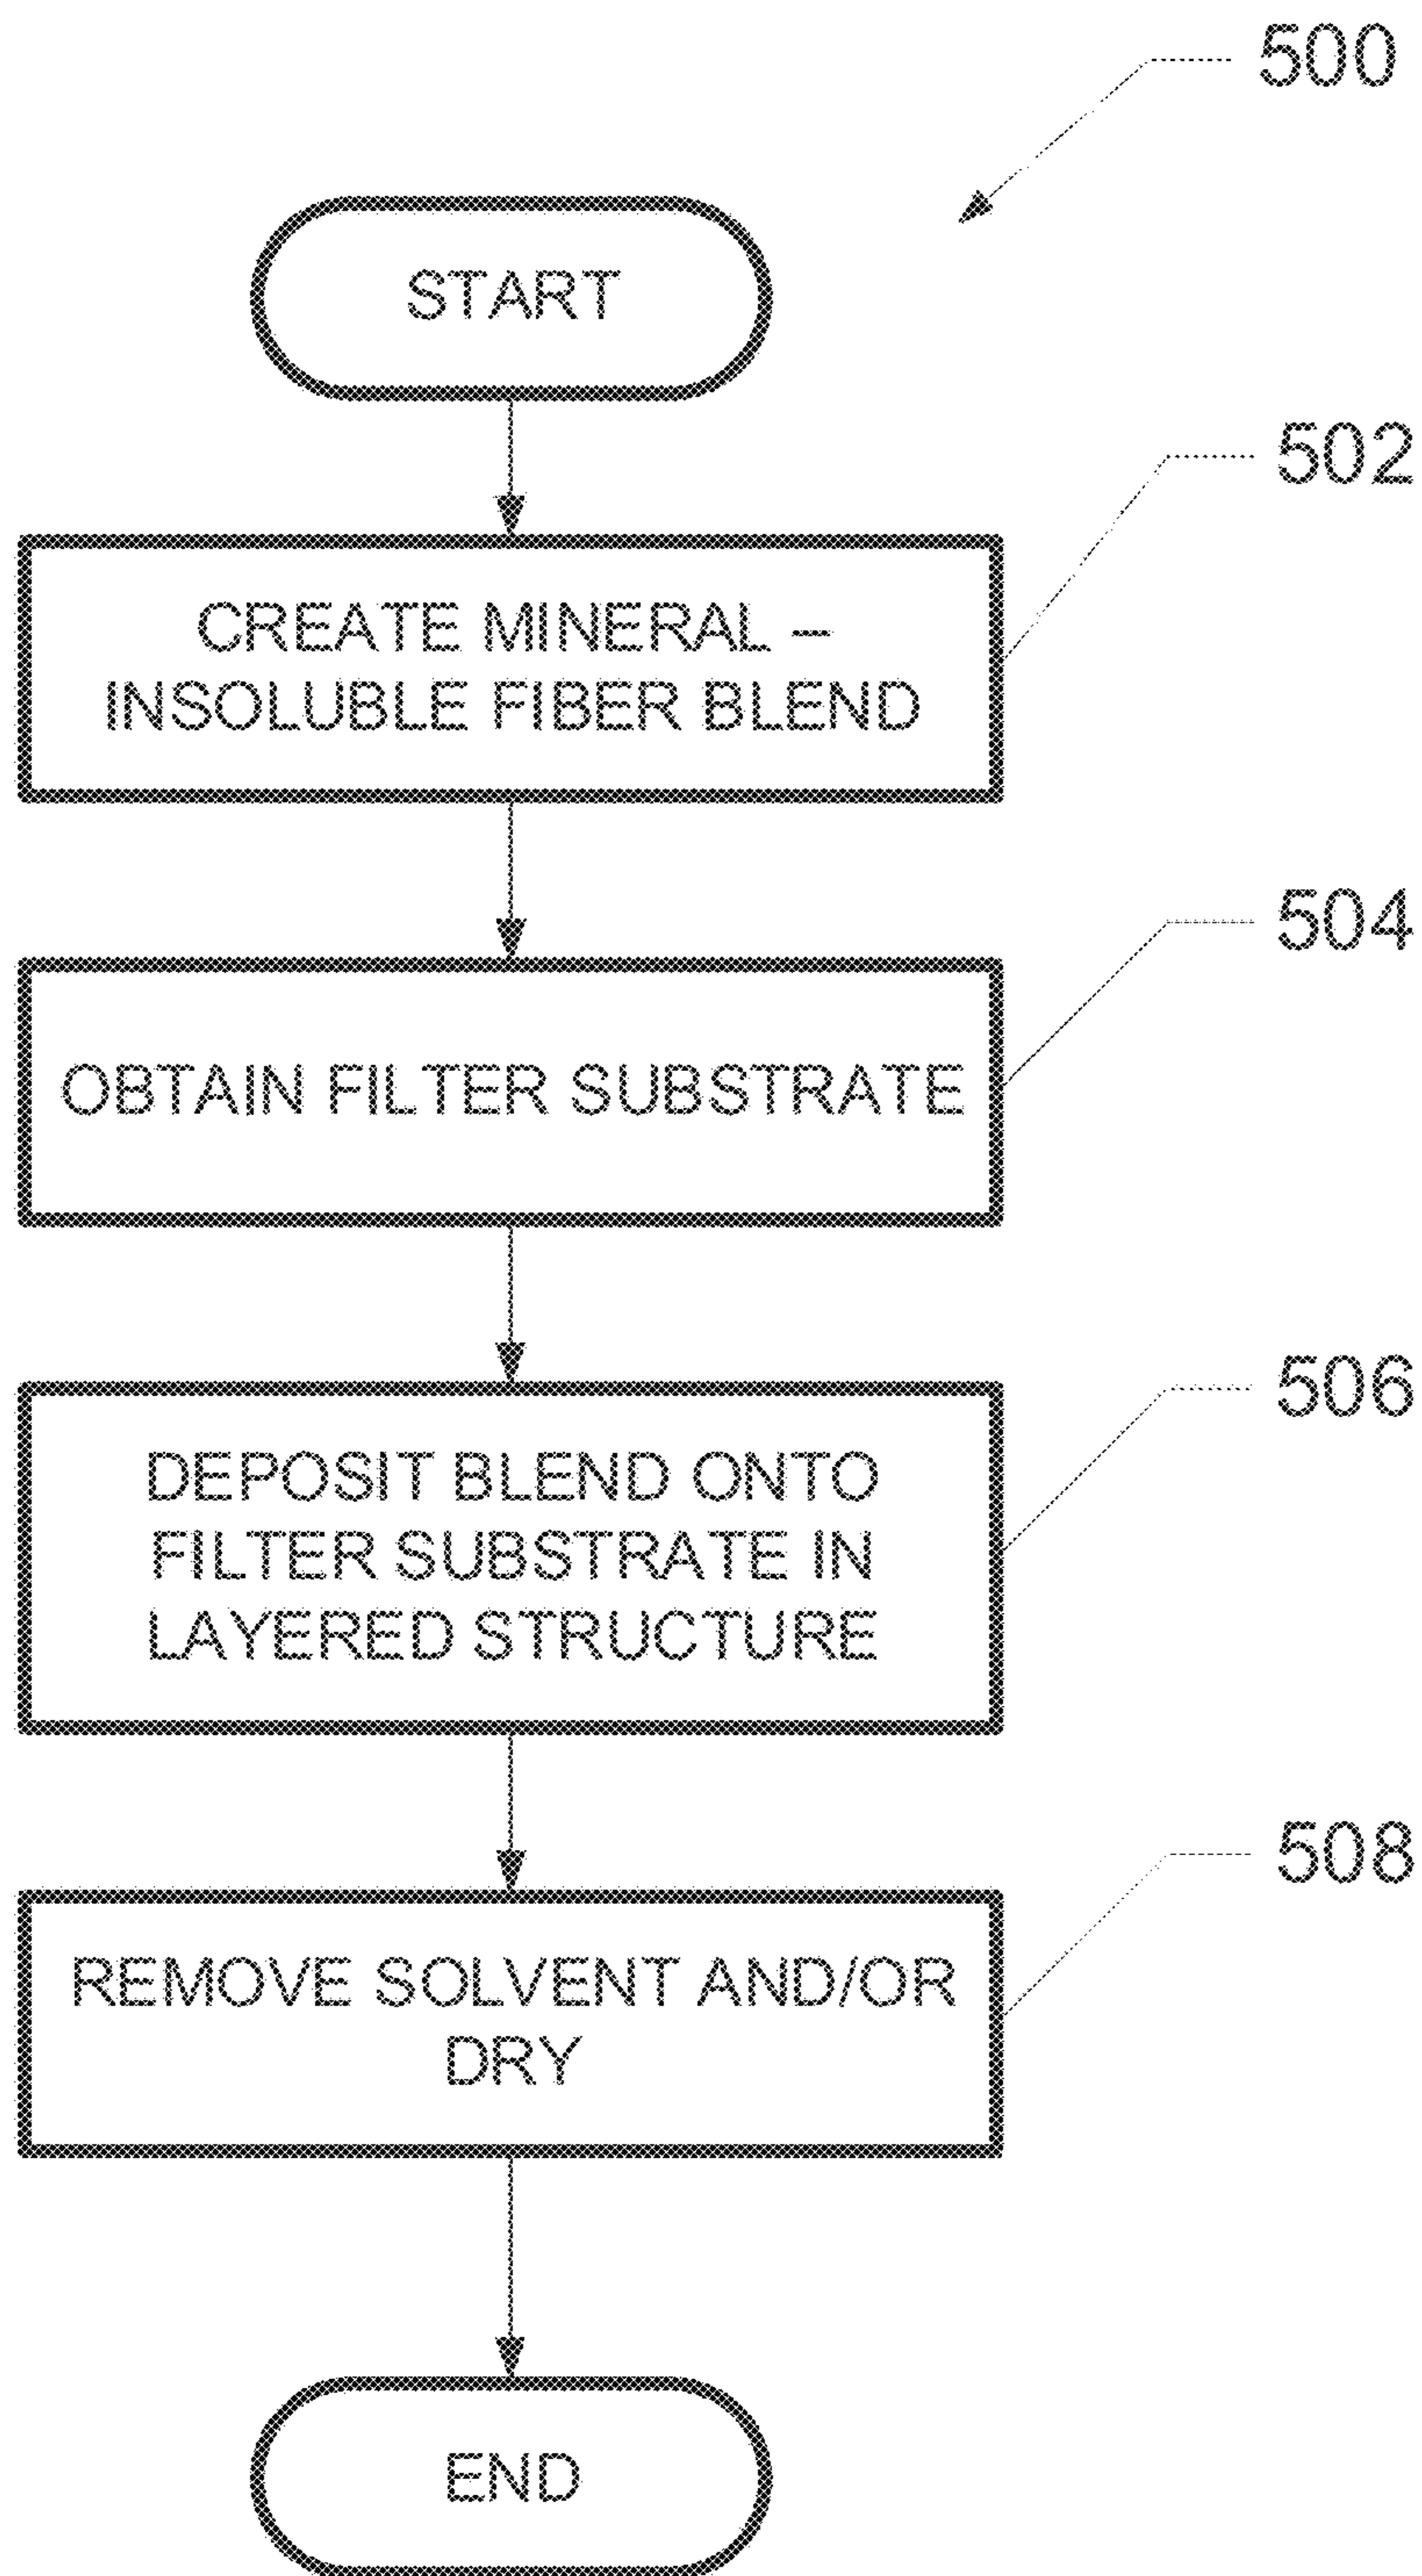 500
START
502
CREATE MINERAL –
INSOLUBLE FIBER BLEND
504
OBTAIN FILTER SUBSTRATE
506
DEPOSIT BLEND ONTO
FILTER SUBSTRATE IN
LAYERED STRUCTURE
508
REMOVE SOLVENT AND/OR
DRY
END